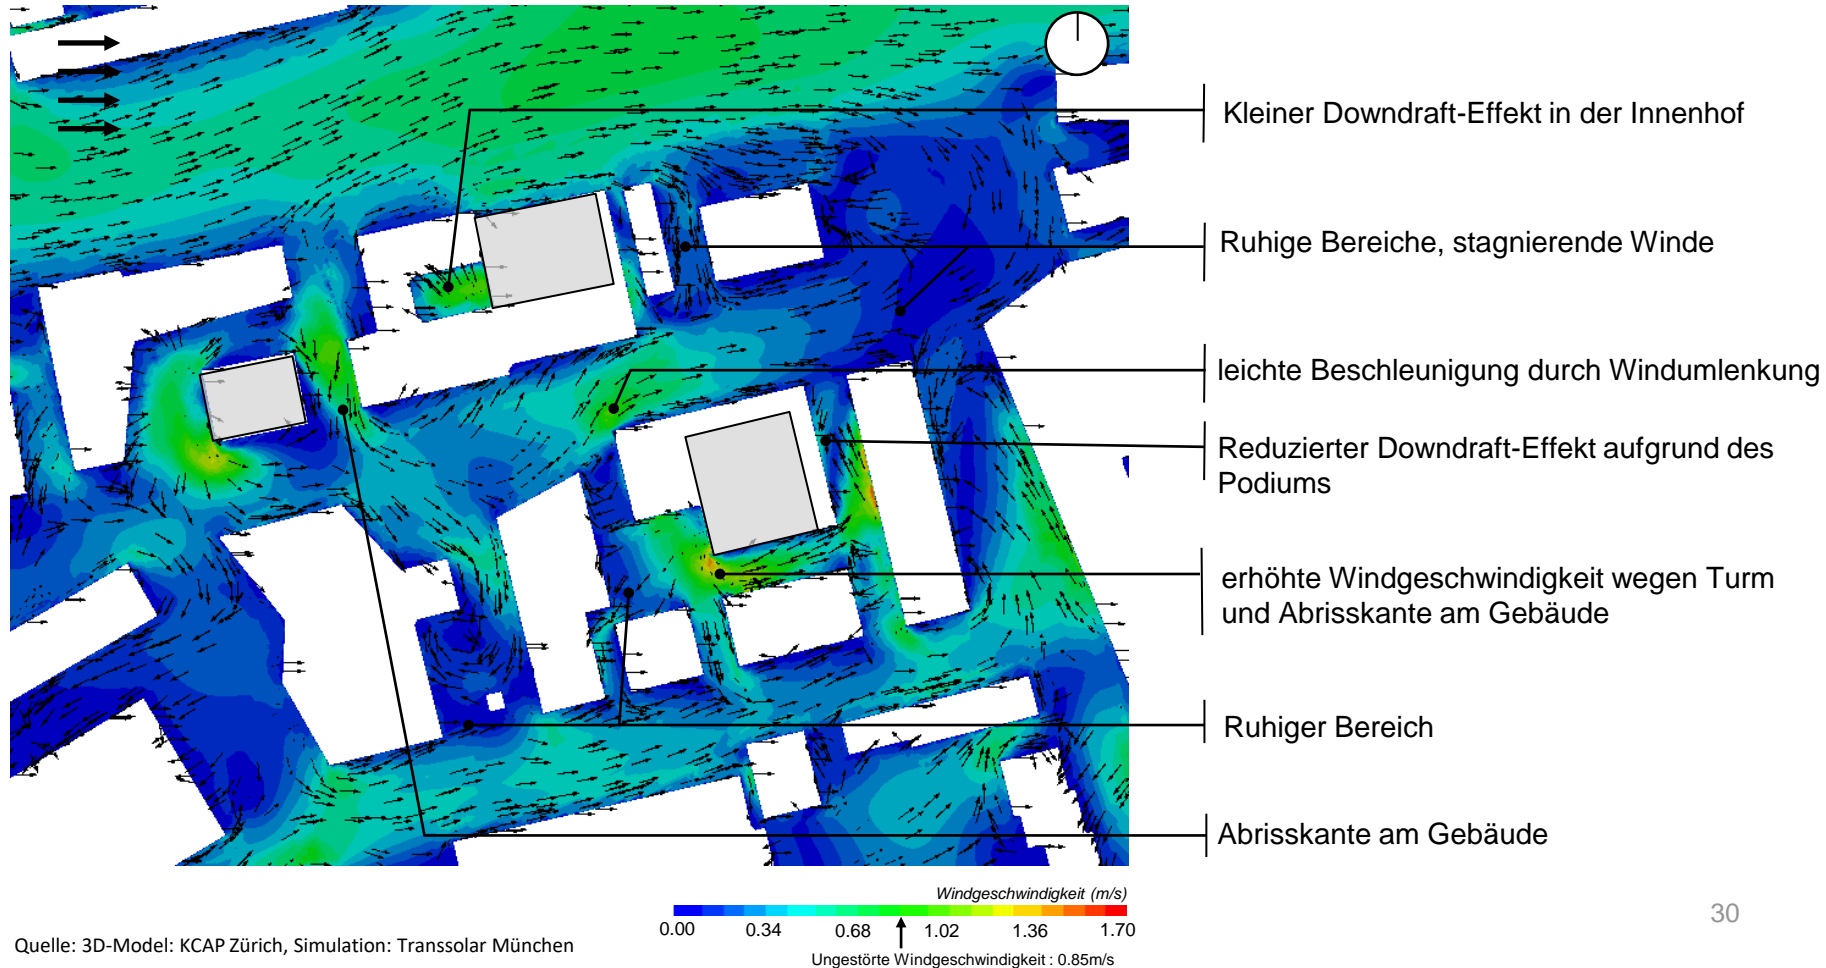 Kleiner Downdraft-Effekt in der Innenhof
Ruhige Bereiche, stagnierende Winde
leichte Beschleunigung durch Windumlenkung
Reduzierter Downdraft-Effekt aufgrund des
Podiums
erhöhte Windgeschwindigkeit wegen Turm
und Abrisskante am Gebäude
Ruhiger Bereich
Abrisskante am Gebäude
Windgeschwindigkeit (m/s)
0.00 0.34 0.68 1.02 1.36 1.70
Ungestörte Windgeschwindigkeit : 0.85m/s
Quelle: 3D-Model: KCAP Zürich, Simulation: Transsolar München
30